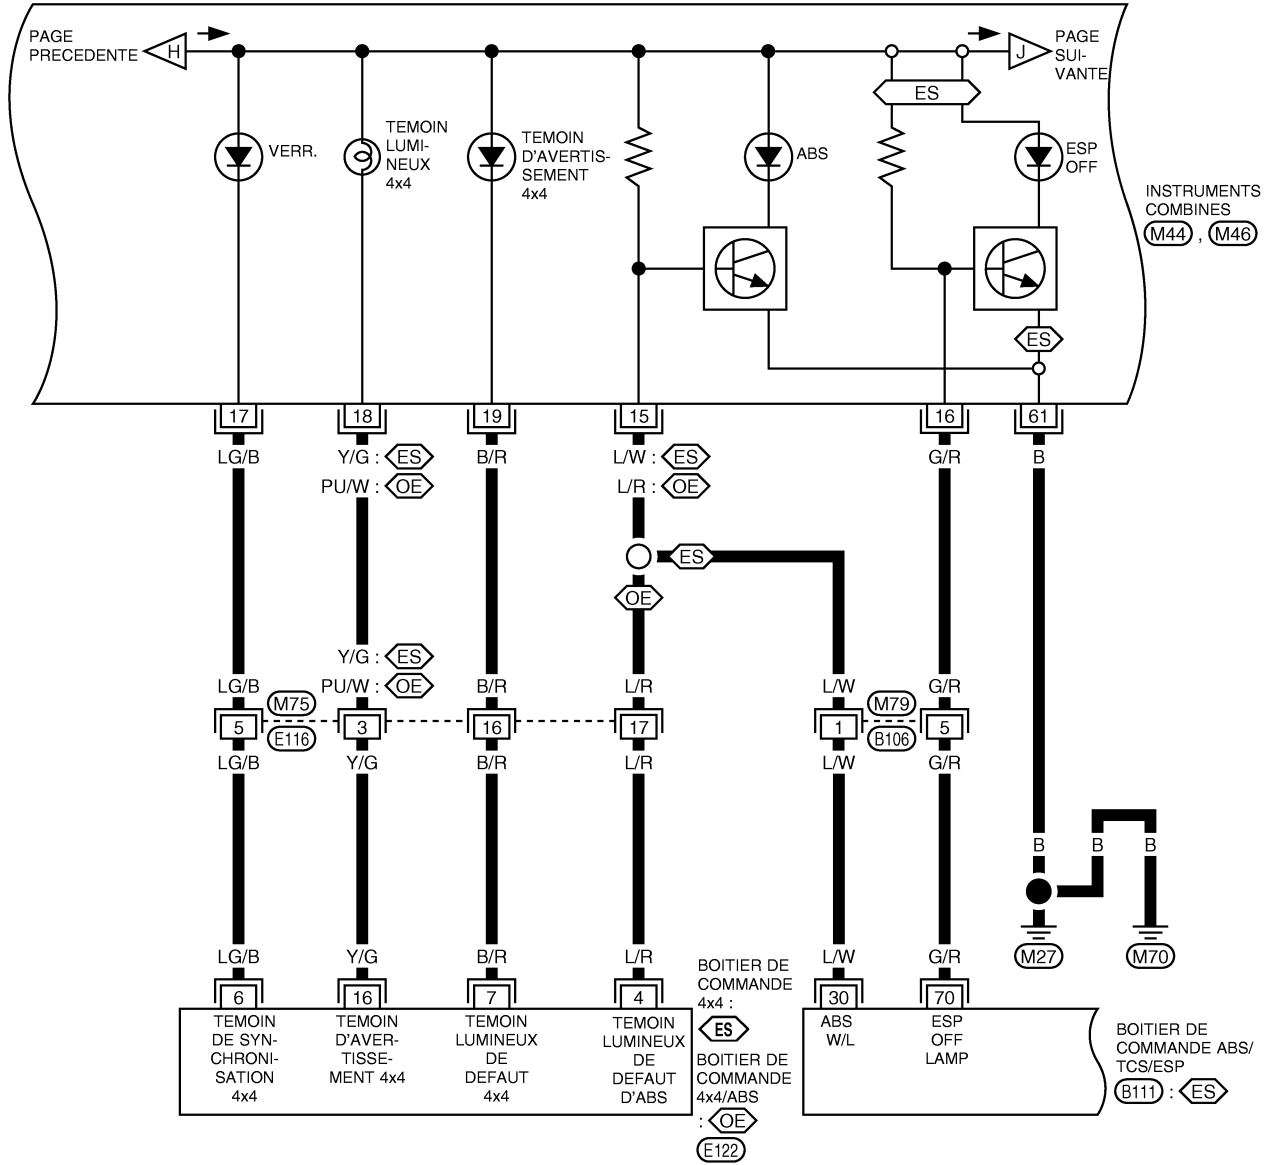 PAGE
PRECEDENTE
H
J
PAGE
SUI-
VANTE
ES
VERR.
TEMOIN
LUMI-
NEUX
4x4
TEMOIN
D'AVERTIS-
SEMENT
4x4
ABS
ESP
OFF
INSTRUMENTS
COMBINES
M44 , M46
ES
17 18 19 15 16 61
LG/B Y/G : ES B/R L/W : ES G/R B
PU/W : OE L/R : OE
ES
OE
Y/G : ES
LG/B PU/W : OE B/R L/R L/W G/R
M75 M79
5 3 16 17 1 5
E116 B106
LG/B Y/G B/R L/R L/W G/R
B B B
LG/B Y/G B/R L/R L/W G/R
M27 M70
6 16 7 4 30 70
TEMOIN
DE SYN-
CHRONI-
SATION
4x4
TEMOIN
D'AVER-
TISSE-
MENT 4x4
TEMOIN
LUMINEUX
DE
DEFAUT
4x4
TEMOIN
LUMINEUX
DE
DEFAUT
D'ABS
BOITIER DE
COMMANDE
4x4 :
ES
BOITIER DE
COMMANDE
4x4/ABS
: OE
E122
ABS
W/L
ESP
OFF
LAMP
BOITIER DE
COMMANDE ABS/
TCS/ESP
B111 : ES